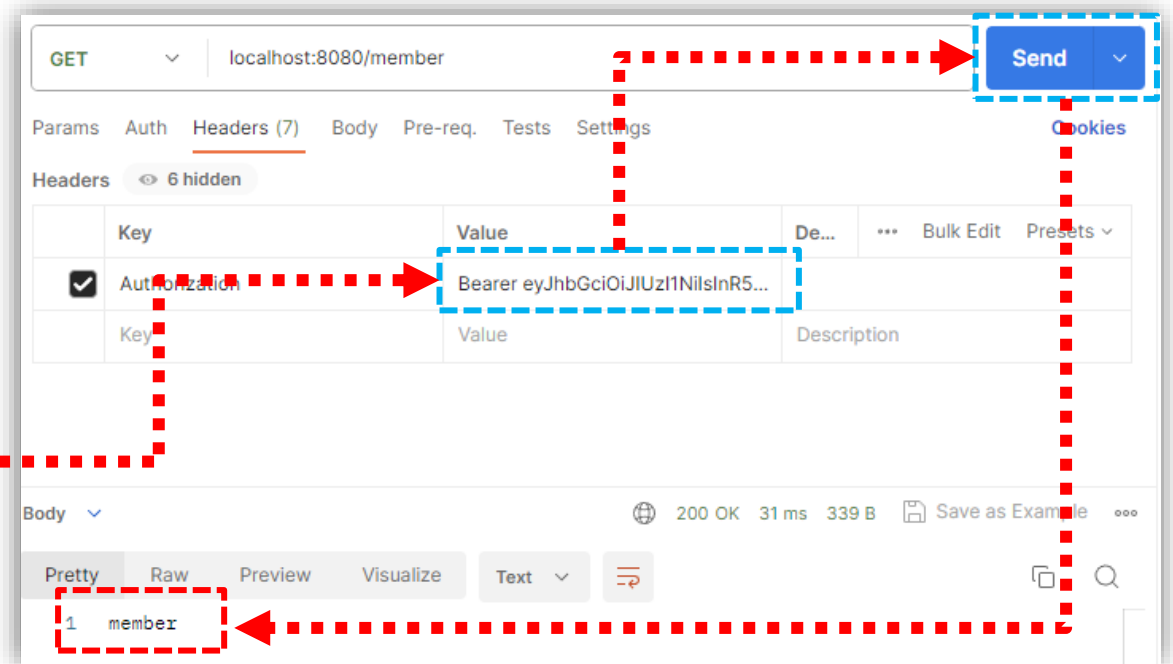 GET localhost:8080/member Send
Params Auth Headers (7) Body Pre-req. Tests Settings Cookies
Headers 6 hidden
Key Value De... ••• Bulk Edit Presets
Authorization Bearer eyJhbGciOiJIUzI1NiIsInR5...
Key Value Description
Body 200 OK 31 ms 339 B Save as Example
Pretty Raw Preview Visualize Text
1 member